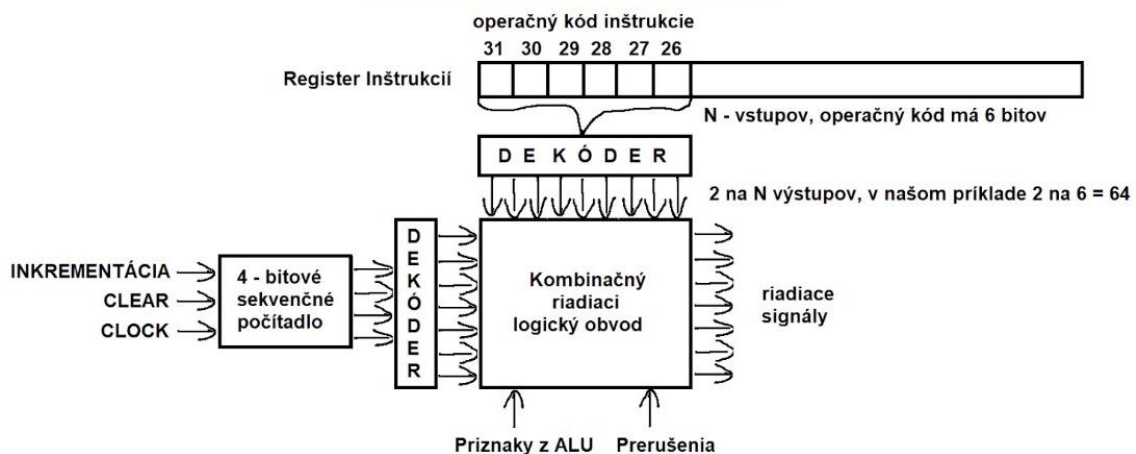 operačný kód inštrukcie
31 30 29 28 27 26
Register Inštrukcií
N - vstupov, operačný kód má 6 bitov
D E K Ó D E R
2 na N výstupov, v našom príklade 2 na 6 = 64
INKREMENTÁCIA
CLEAR
CLOCK
4 - bitové
sekvenčné
počítadlo
D
E
K
Ó
D
E
R
Kombinačný
riadiaci
logický obvod
riadiace
signály
Priznaky z ALU
Prerušenia